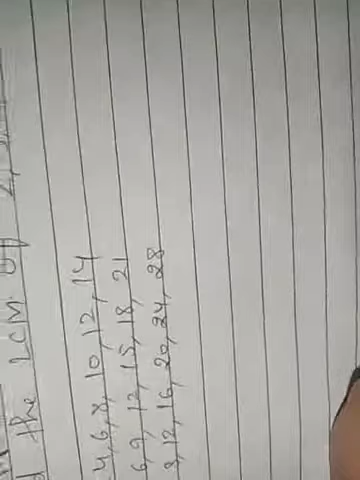 the LCM of 2,
4, 6, 8, 10, 12, 14
6, 9, 12, 15, 18, 21
8, 12, 16, 20, 24, 28